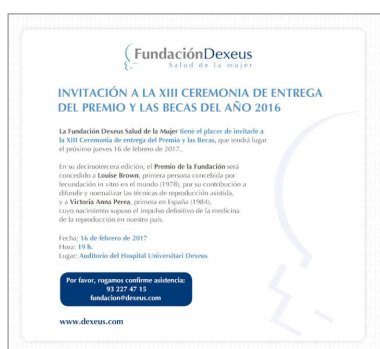 FundaciónDexeus
Salud de la mujer
INVITACIÓN A LA XIII CEREMONIA DE ENTREGA
DEL PREMIO Y LAS BECAS DEL AÑO 2016
La Fundación Dexeus Salud de la Mujer tiene el placer de invitarle a
la XIII Ceremonia de entrega del Premio y las Becas, que tendrá lugar
el próximo jueves 16 de febrero de 2017.
En su decimotercera edición, el Premio de la Fundación será
concedido a Louise Brown, primera persona concebida por
fecundación in vitro en el mundo (1978), por su contribución a
difundir y normalizar las técnicas de reproducción asistida,
y a Victoria Anna Perea, primera en España (1984),
cuyo nacimiento supuso el impulso definitivo de la medicina
de la reproducción en nuestro país.
Fecha: 16 de febrero de 2017
Hora: 19 h.
Lugar: Auditorio del Hospital Universitari Dexeus
Por favor, rogamos confirme asistencia:
93 227 47 15
fundacion@dexeus.com
www.dexeus.com